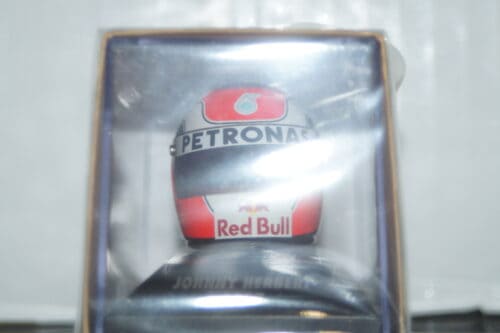 PETRONAS
Red Bull
JOHNNY HERBERT